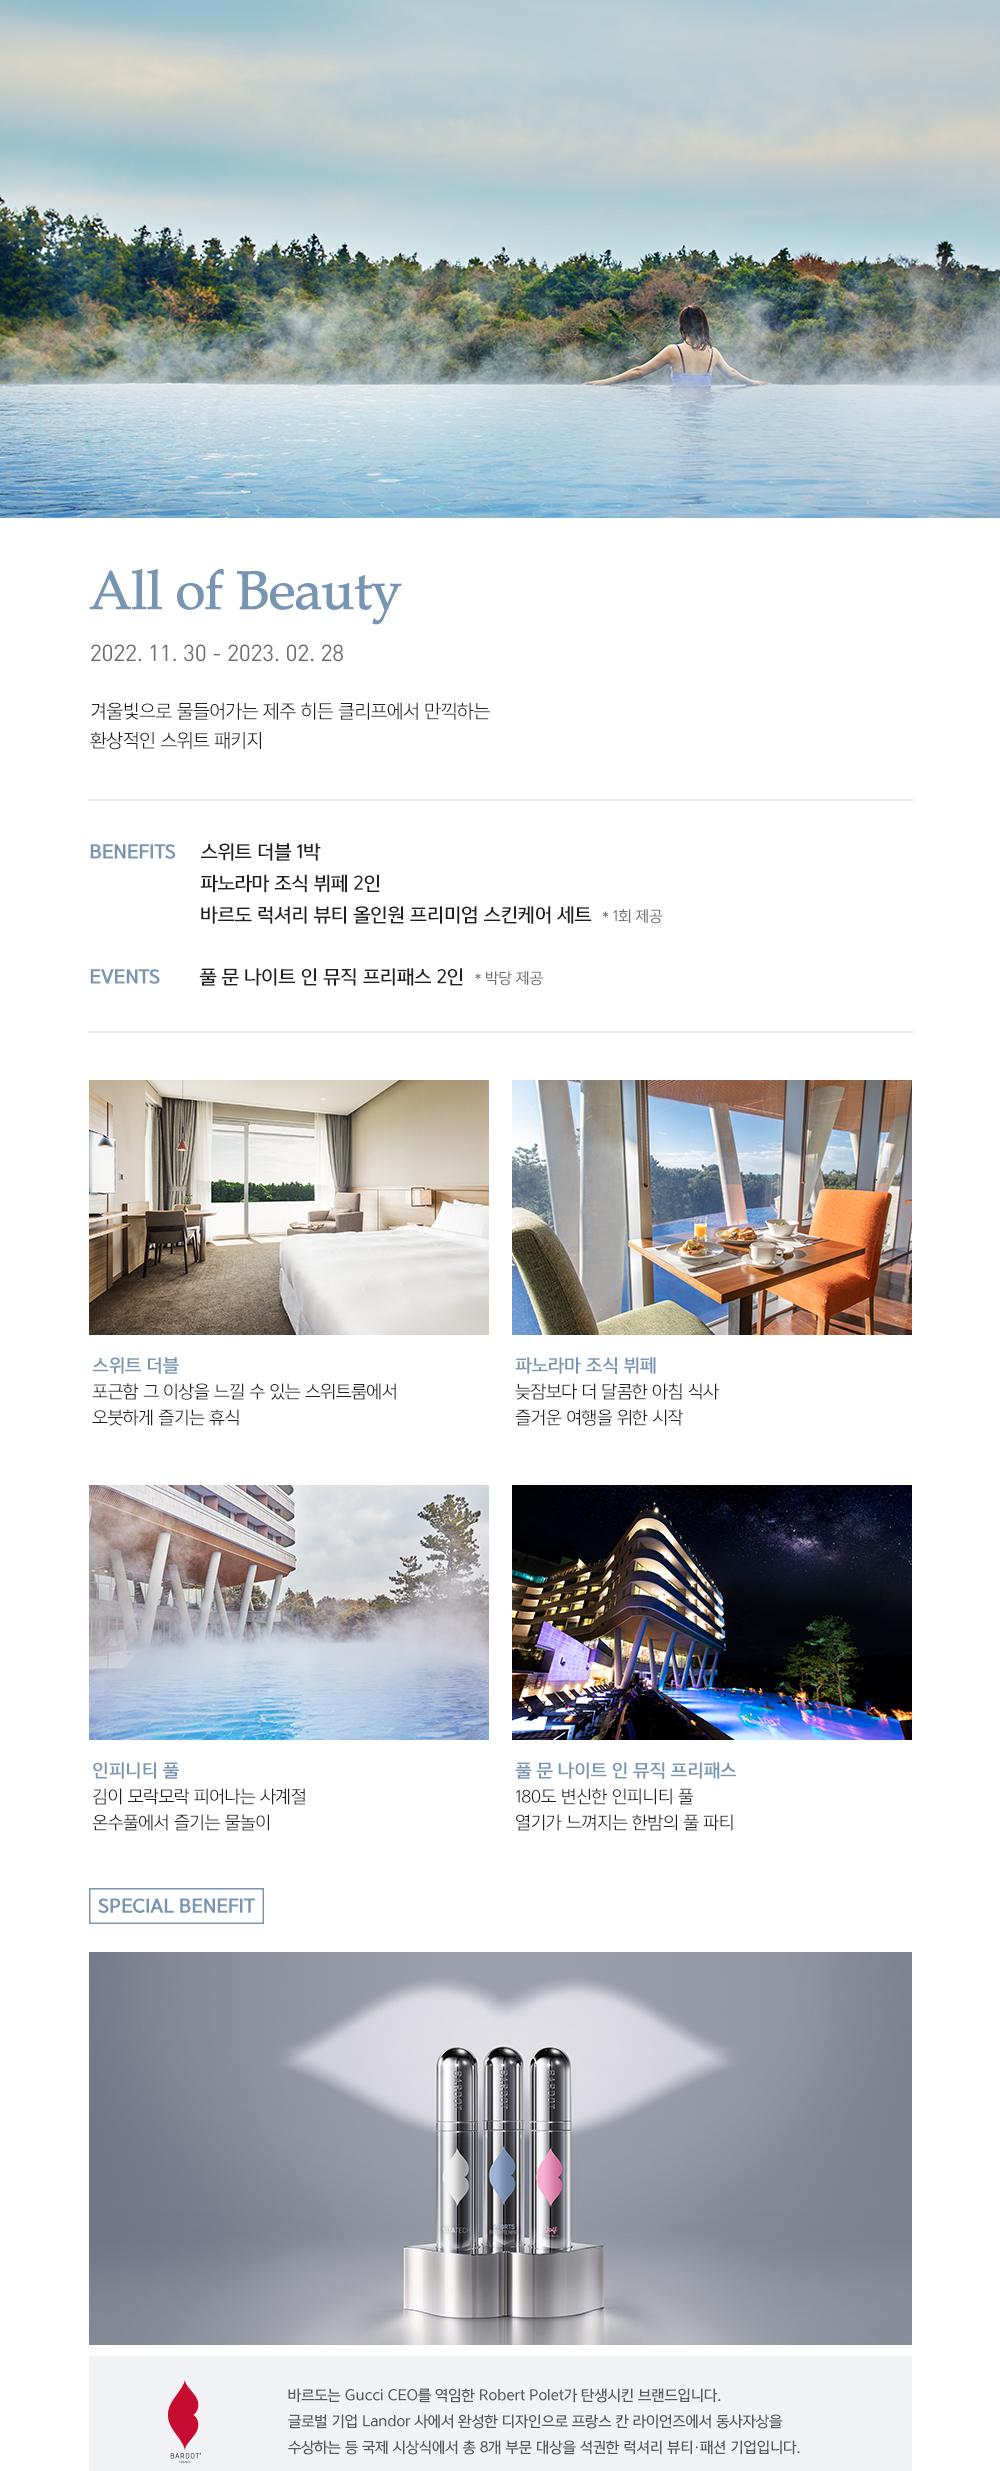 All of Beauty
2022. 11. 30 - 2023. 02. 28
겨울빛으로 물들어가는 제주 히든 클리프에서 만끽하는
환상적인 스위트 패키지
BENEFITS 스위트 더블 1박
파노라마 조식 뷔페 2인
바르도 럭셔리 뷰티 올인원 프리미엄 스킨케어 세트 * 1회 제공
EVENTS 풀 문 나이트 인 뮤직 프리패스 2인 * 박당 제공
스위트 더블
포근함 그 이상을 느낄 수 있는 스위트룸에서
오붓하게 즐기는 휴식
파노라마 조식 뷔페
늦잠보다 더 달콤한 아침 식사
즐거운 여행을 위한 시작
인피니티 풀
김이 모락모락 피어나는 사계절
온수풀에서 즐기는 물놀이
풀 문 나이트 인 뮤직 프리패스
180도 변신한 인피니티 풀
열기가 느껴지는 한밤의 풀 파티
SPECIAL BENEFIT
BARDOT
BARDOT
BARDOT
Golf
BARDOT
바르도는 Gucci CEO를 역임한 Robert Polet가 탄생시킨 브랜드입니다.
글로벌 기업 Landor 사에서 완성한 디자인으로 프랑스 칸 라이언즈에서 동사자상을
수상하는 등 국제 시상식에서 총 8개 부문 대상을 석권한 럭셔리 뷰티·패션 기업입니다.